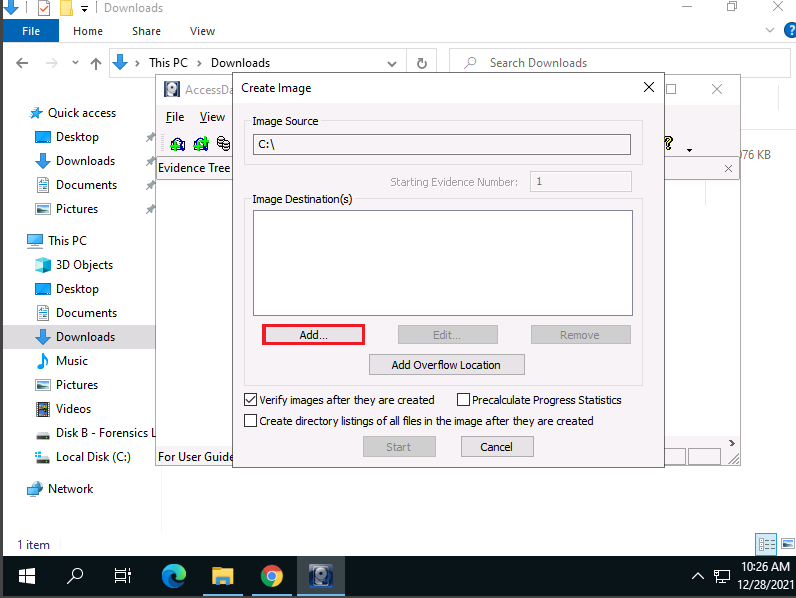 Downloads
File Home Share View
This PC > Downloads
Search Downloads
Quick access
Desktop
Downloads
Documents
Pictures
This PC
3D Objects
Desktop
Documents
Downloads
Music
Pictures
Videos
Disk B - Forensics L
Local Disk (C:)
Network
1 item
AccessDa
File View
Evidence Tree
For User Guide
076 KB
Create Image
Image Source
C:\
Starting Evidence Number: 1
Image Destination(s)
Add... Edit... Remove
Add Overflow Location
Verify images after they are created Precalculate Progress Statistics
Create directory listings of all files in the image after they are created
Start Cancel
10:26 AM
12/28/2021